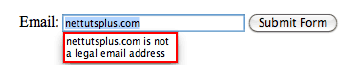 Email: nettutsplus.com Submit Form
nettutsplus.com is not
a legal email address